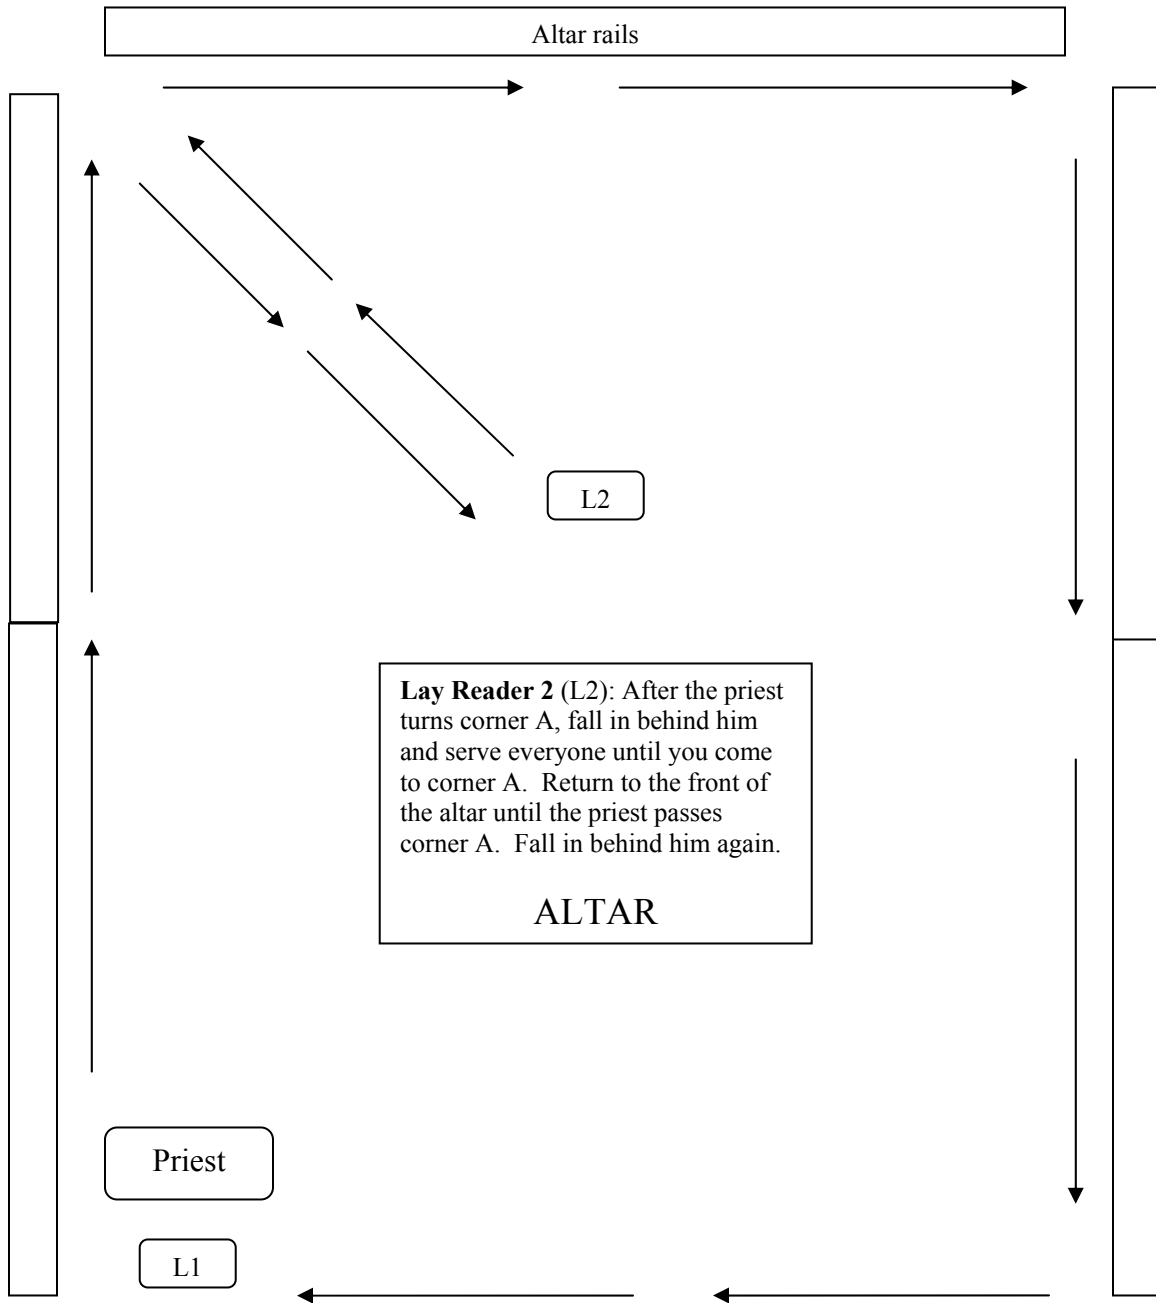 Altar rails
L2
Lay Reader 2 (L2): After the priest
turns corner A, fall in behind him
and serve everyone until you come
to corner A.  Return to the front of
the altar until the priest passes
corner A.  Fall in behind him again.
ALTAR
Priest
L1